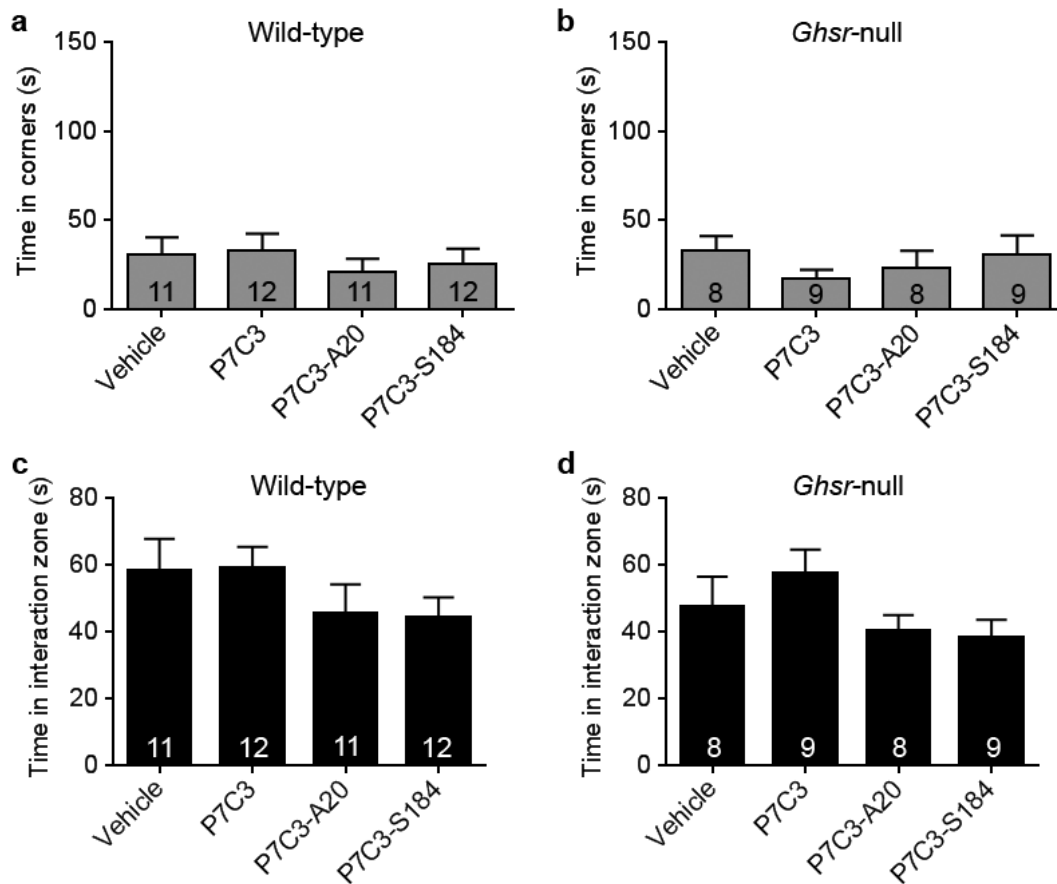 a
Wild-type
Time in corners (s)
150
100
50
0
11
12
11
12
Vehicle
P7C3
P7C3-A20
P7C3-S184
b
Ghsr-null
Time in corners (s)
150
100
50
0
8
9
8
9
Vehicle
P7C3
P7C3-A20
P7C3-S184
c
Wild-type
Time in interaction zone (s)
80
60
40
20
0
11
12
11
12
Vehicle
P7C3
P7C3-A20
P7C3-S184
d
Ghsr-null
Time in interaction zone (s)
80
60
40
20
0
8
9
8
9
Vehicle
P7C3
P7C3-A20
P7C3-S184